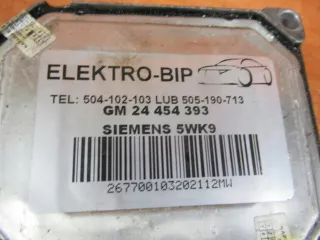 ELEKTRO-BIP
TEL: 504-102-103 LUB 505-190-713
GM 24 454 393
SIEMENS 5WK9
267700103202112MW